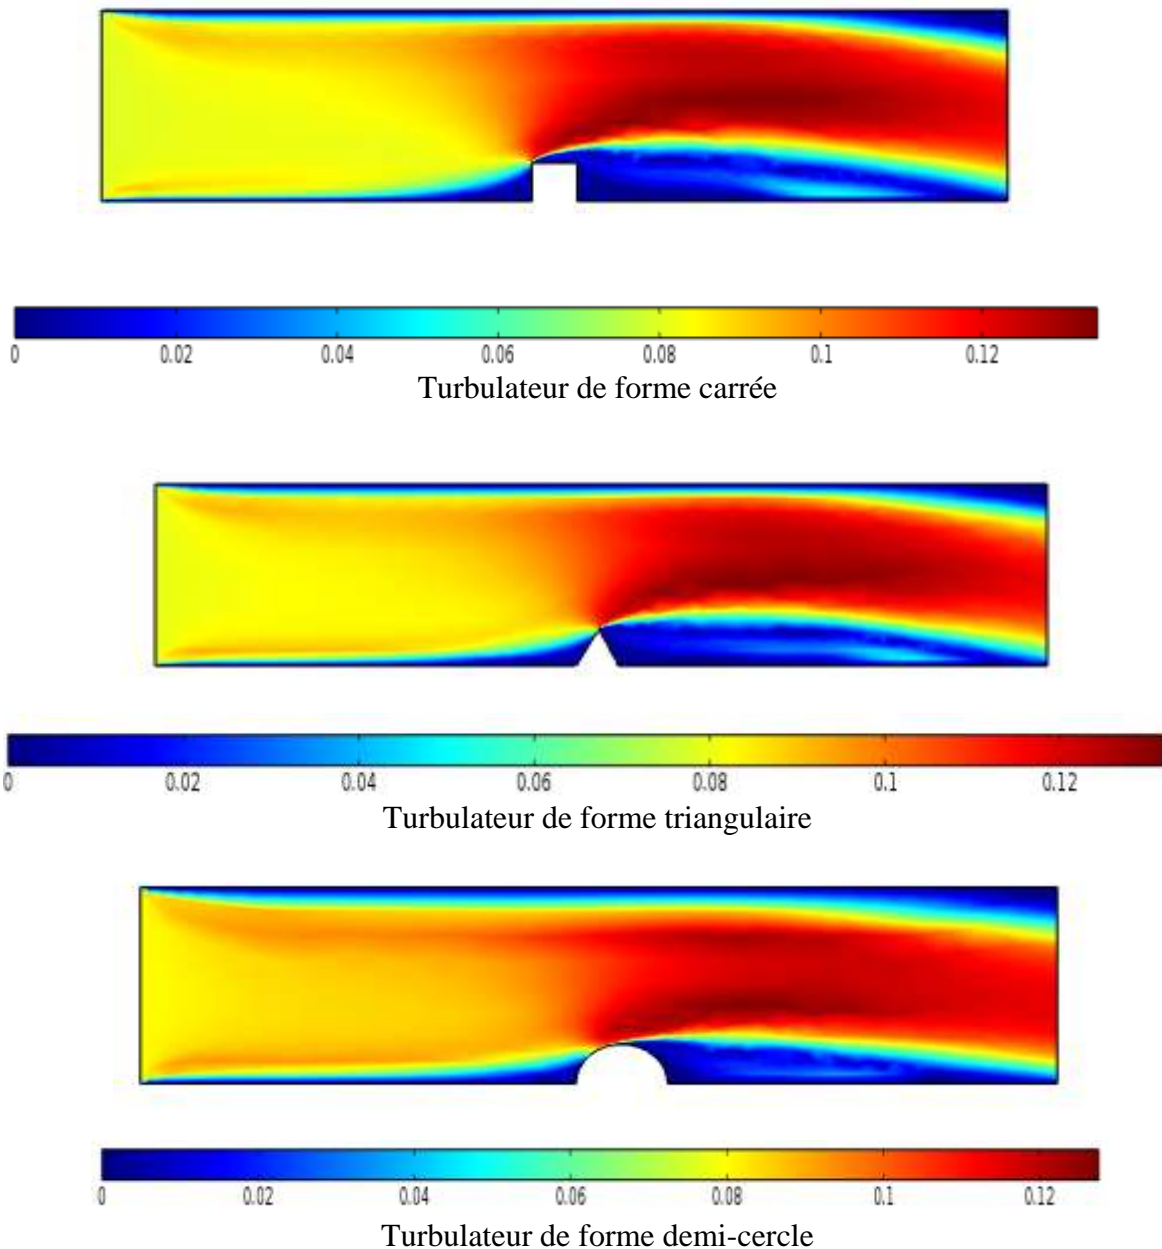 0 0.02 0.04 0.06 0.08 0.1 0.12
Turbulateur de forme carrée
0 0.02 0.04 0.06 0.08 0.1 0.12
Turbulateur de forme triangulaire
0 0.02 0.04 0.06 0.08 0.1 0.12
Turbulateur de forme demi-cercle